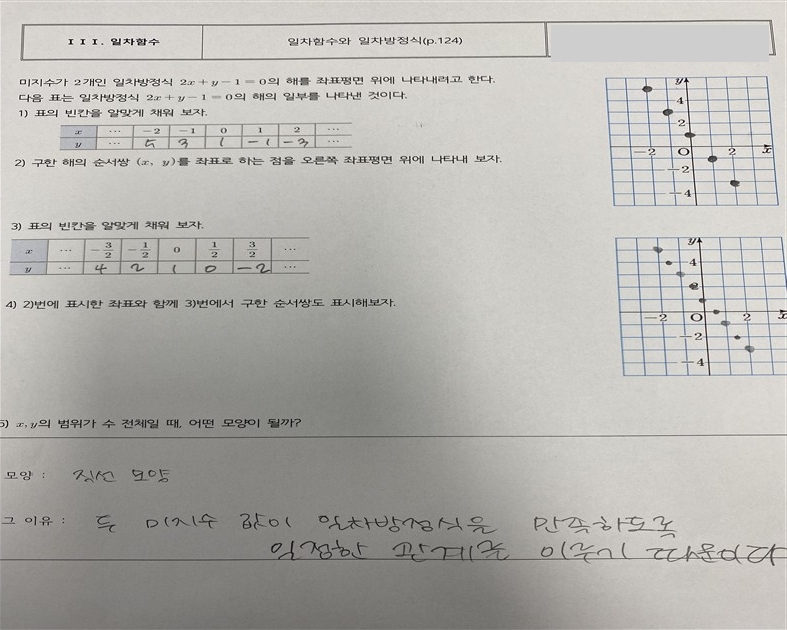 III. 일차함수 일차함수와 일차방정식(p.124)
미지수가 2개인 일차방정식 2x+y-1=0의 해를 좌표평면 위에 나타내려고 한다.
다음 표는 일차방정식 2x+y-1=0의 해의 일부를 나타낸 것이다.
1) 표의 빈칸을 알맞게 채워 보자.
x ⋯ -2 -1 0 1 2 ⋯
y ⋯ 5 3 1 -1 -3 ⋯
2) 구한 해의 순서쌍 (x, y)를 좌표로 하는 점을 오른쪽 좌표평면 위에 나타내 보자.
y
4
2
-2 O 2 x
-2
-4
3) 표의 빈칸을 알맞게 채워 보자.
x ⋯ -3/2 -1/2 0 1/2 3/2 ⋯
y ⋯ 4 2 1 0 -2 ⋯
4) 2)번에 표시한 좌표와 함께 3)번에서 구한 순서쌍도 표시해보자.
y
4
2
-2 O 2 x
-2
-4
5) x, y의 범위가 수 전체일 때, 어떤 모양이 될까?
모양 : 직선 모양
그 이유 : 두 미지수 값이 일차방정식을 만족하도록
일정한 관계를 이루기 때문이다